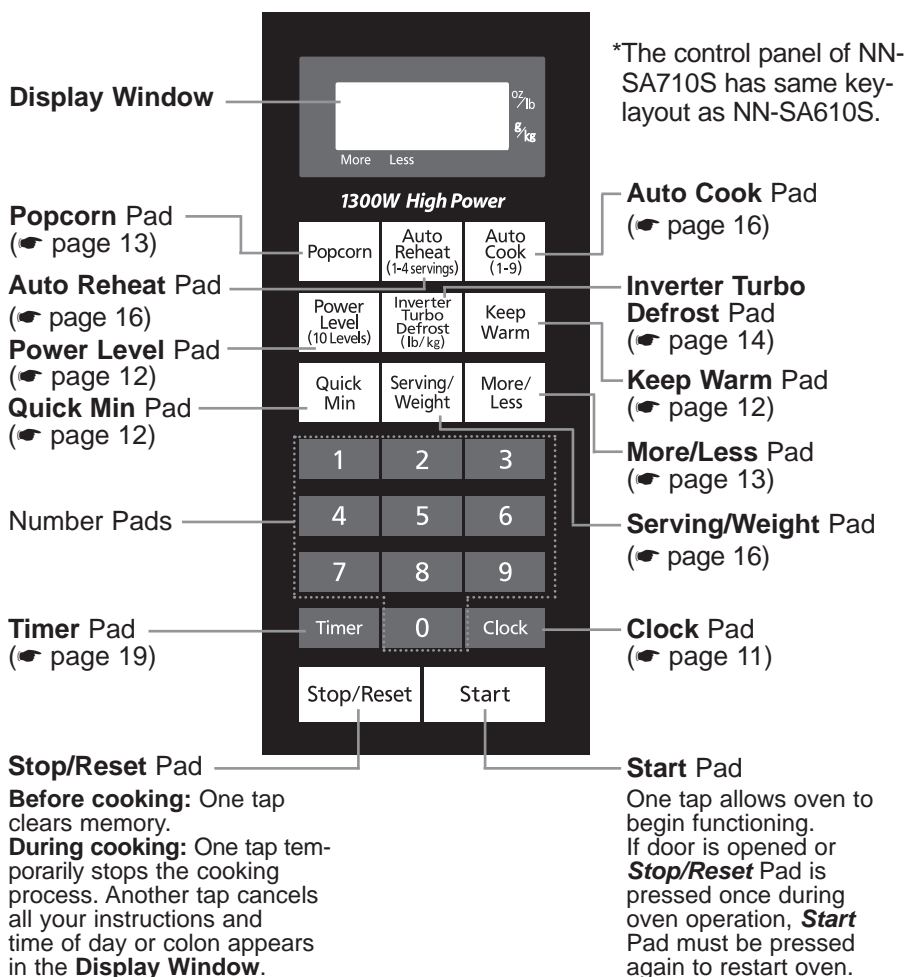 *The control panel of NN-
SA710S has same key-
layout as NN-SA610S.
Display Window
oz/lb
g/kg
More Less
1300W High Power
Popcorn Pad
(☛ page 13)
Auto Reheat Pad
(☛ page 16)
Power Level Pad
(☛ page 12)
Quick Min Pad
(☛ page 12)
Number Pads
Timer Pad
(☛ page 19)
Popcorn
Auto
Reheat
(1-4 servings)
Auto
Cook
(1-9)
Power
Level
(10 Levels)
Inverter
Turbo
Defrost
(lb/kg)
Keep
Warm
Quick
Min
Serving/
Weight
More/
Less
1 2 3
4 5 6
7 8 9
Timer 0 Clock
Stop/Reset Start
Auto Cook Pad
(☛ page 16)
Inverter Turbo
Defrost Pad
(☛ page 14)
Keep Warm Pad
(☛ page 12)
More/Less Pad
(☛ page 13)
Serving/Weight Pad
(☛ page 16)
Clock Pad
(☛ page 11)
Stop/Reset Pad
Before cooking: One tap
clears memory.
During cooking: One tap tem-
porarily stops the cooking
process. Another tap cancels
all your instructions and
time of day or colon appears
in the Display Window.
Start Pad
One tap allows oven to
begin functioning.
If door is opened or
Stop/Reset Pad is
pressed once during
oven operation, Start
Pad must be pressed
again to restart oven.